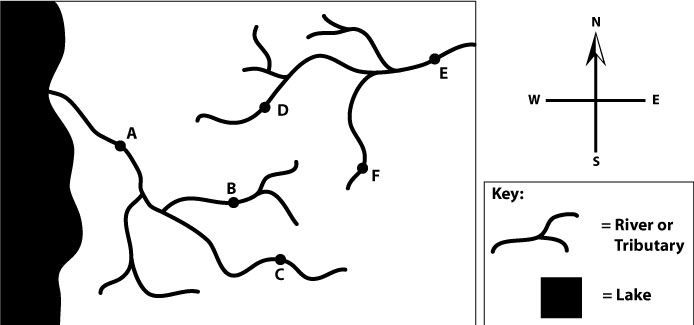 N
W E
S
E
D
A
F
B
C
Key:
= River or
Tributary
= Lake